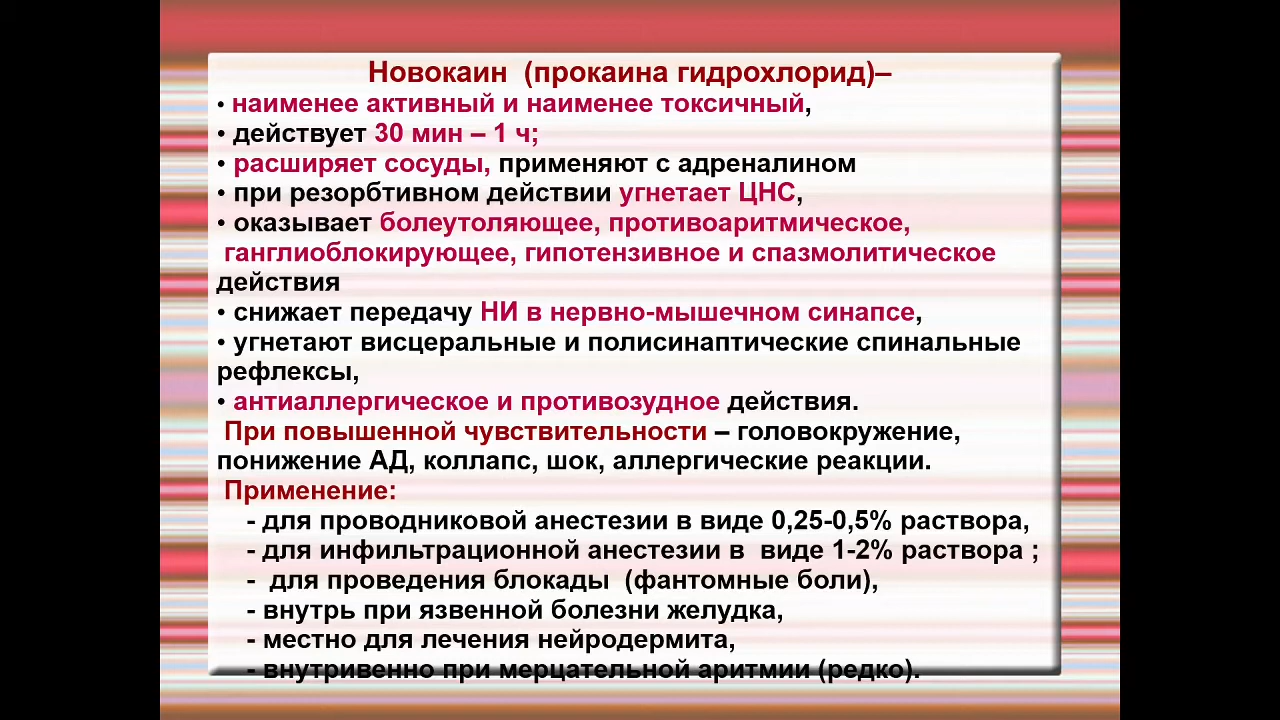 Новокаин (прокаина гидрохлорид)–
• наименее активный и наименее токсичный,
• действует 30 мин – 1 ч;
• расширяет сосуды, применяют с адреналином
• при резорбтивном действии угнетает ЦНС,
• оказывает болеутоляющее, противоаритмическое,
ганглиоблокирующее, гипотензивное и спазмолитическое
действия
• снижает передачу НИ в нервно-мышечном синапсе,
• угнетают висцеральные и полисинаптические спинальные
рефлексы,
• антиаллергическое и противозудное действия.
При повышенной чувствительности – головокружение,
понижение АД, коллапс, шок, аллергические реакции.
Применение:
- для проводниковой анестезии в виде 0,25-0,5% раствора,
- для инфильтрационной анестезии в виде 1-2% раствора ;
- для проведения блокады (фантомные боли),
- внутрь при язвенной болезни желудка,
- местно для лечения нейродермита,
- внутривенно при мерцательной аритмии (редко).